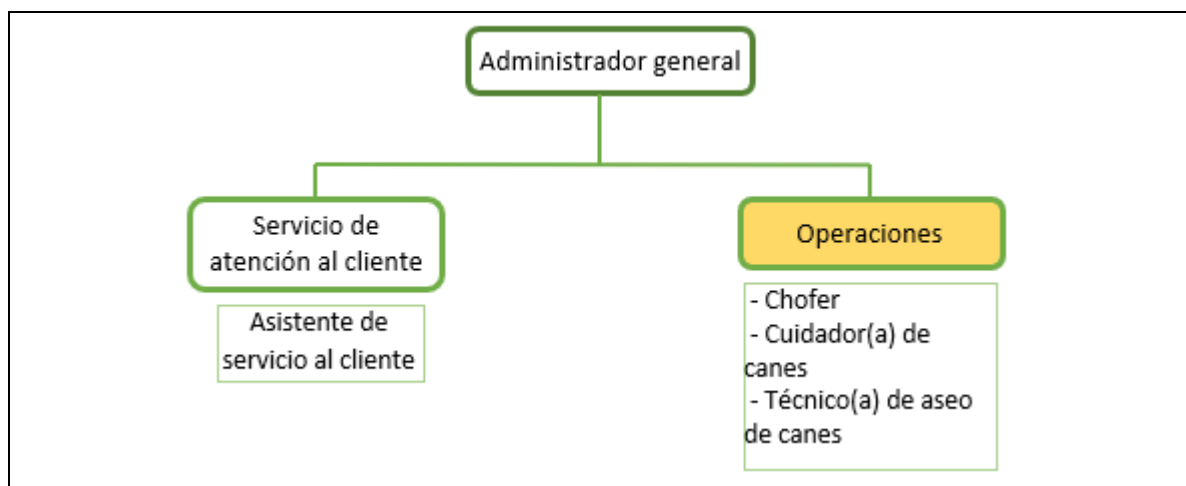 Administrador general
Servicio de
atención al cliente
Asistente de
servicio al cliente
Operaciones
- Chofer
- Cuidador(a) de
canes
- Técnico(a) de aseo
de canes